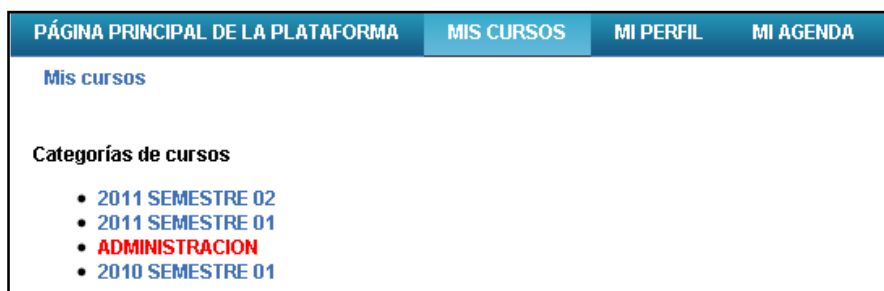 PÁGINA PRINCIPAL DE LA PLATAFORMA MIS CURSOS MI PERFIL MI AGENDA
Mis cursos
Categorías de cursos
• 2011 SEMESTRE 02
• 2011 SEMESTRE 01
• ADMINISTRACION
• 2010 SEMESTRE 01